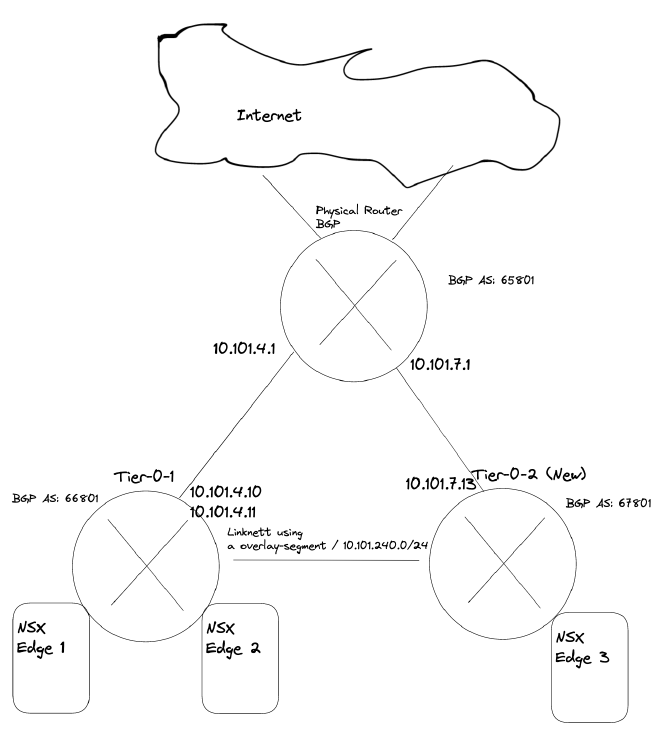 Internet
Physical Router
BGP
BGP AS: 65801
10.101.4.1
10.101.7.1
Tier-0-1
Tier-0-2 (New)
BGP AS: 66801
10.101.4.10
10.101.4.11
10.101.7.13
BGP AS: 67801
Linknett using
a overlay-segment / 10.101.240.0/24
NSX
Edge 1
NSX
Edge 2
NSX
Edge 3